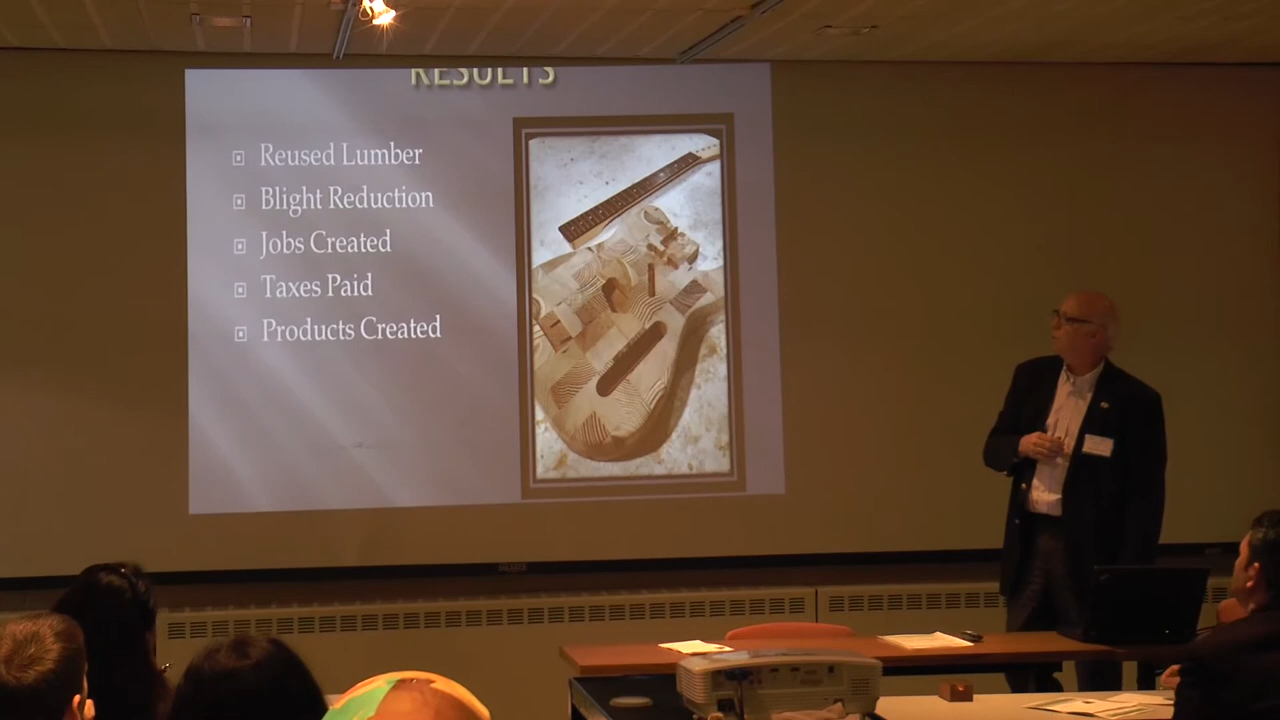 RESULTS
Reused Lumber
Blight Reduction
Jobs Created
Taxes Paid
Products Created